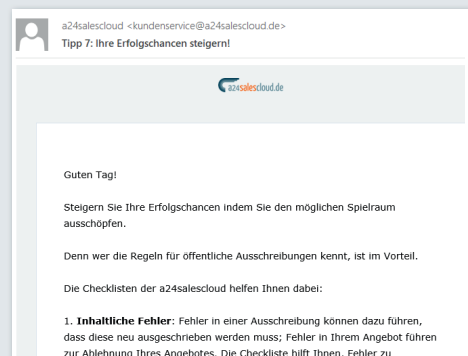 a24salescloud <kundenservice@a24salescloud.de>
Tipp 7: Ihre Erfolgschancen steigern!
a24salescloud.de
Guten Tag!
Steigern Sie Ihre Erfolgschancen indem Sie den möglichen Spielraum
ausschöpfen.
Denn wer die Regeln für öffentliche Ausschreibungen kennt, ist im Vorteil.
Die Checklisten der a24salescloud helfen Ihnen dabei:
1. Inhaltliche Fehler: Fehler in einer Ausschreibung können dazu führen,
dass diese neu ausgeschrieben werden muss; Fehler in Ihrem Angebot führen
zur Ablehnung Ihres Angebotes. Die Checkliste hilft Ihnen, Fehler zu